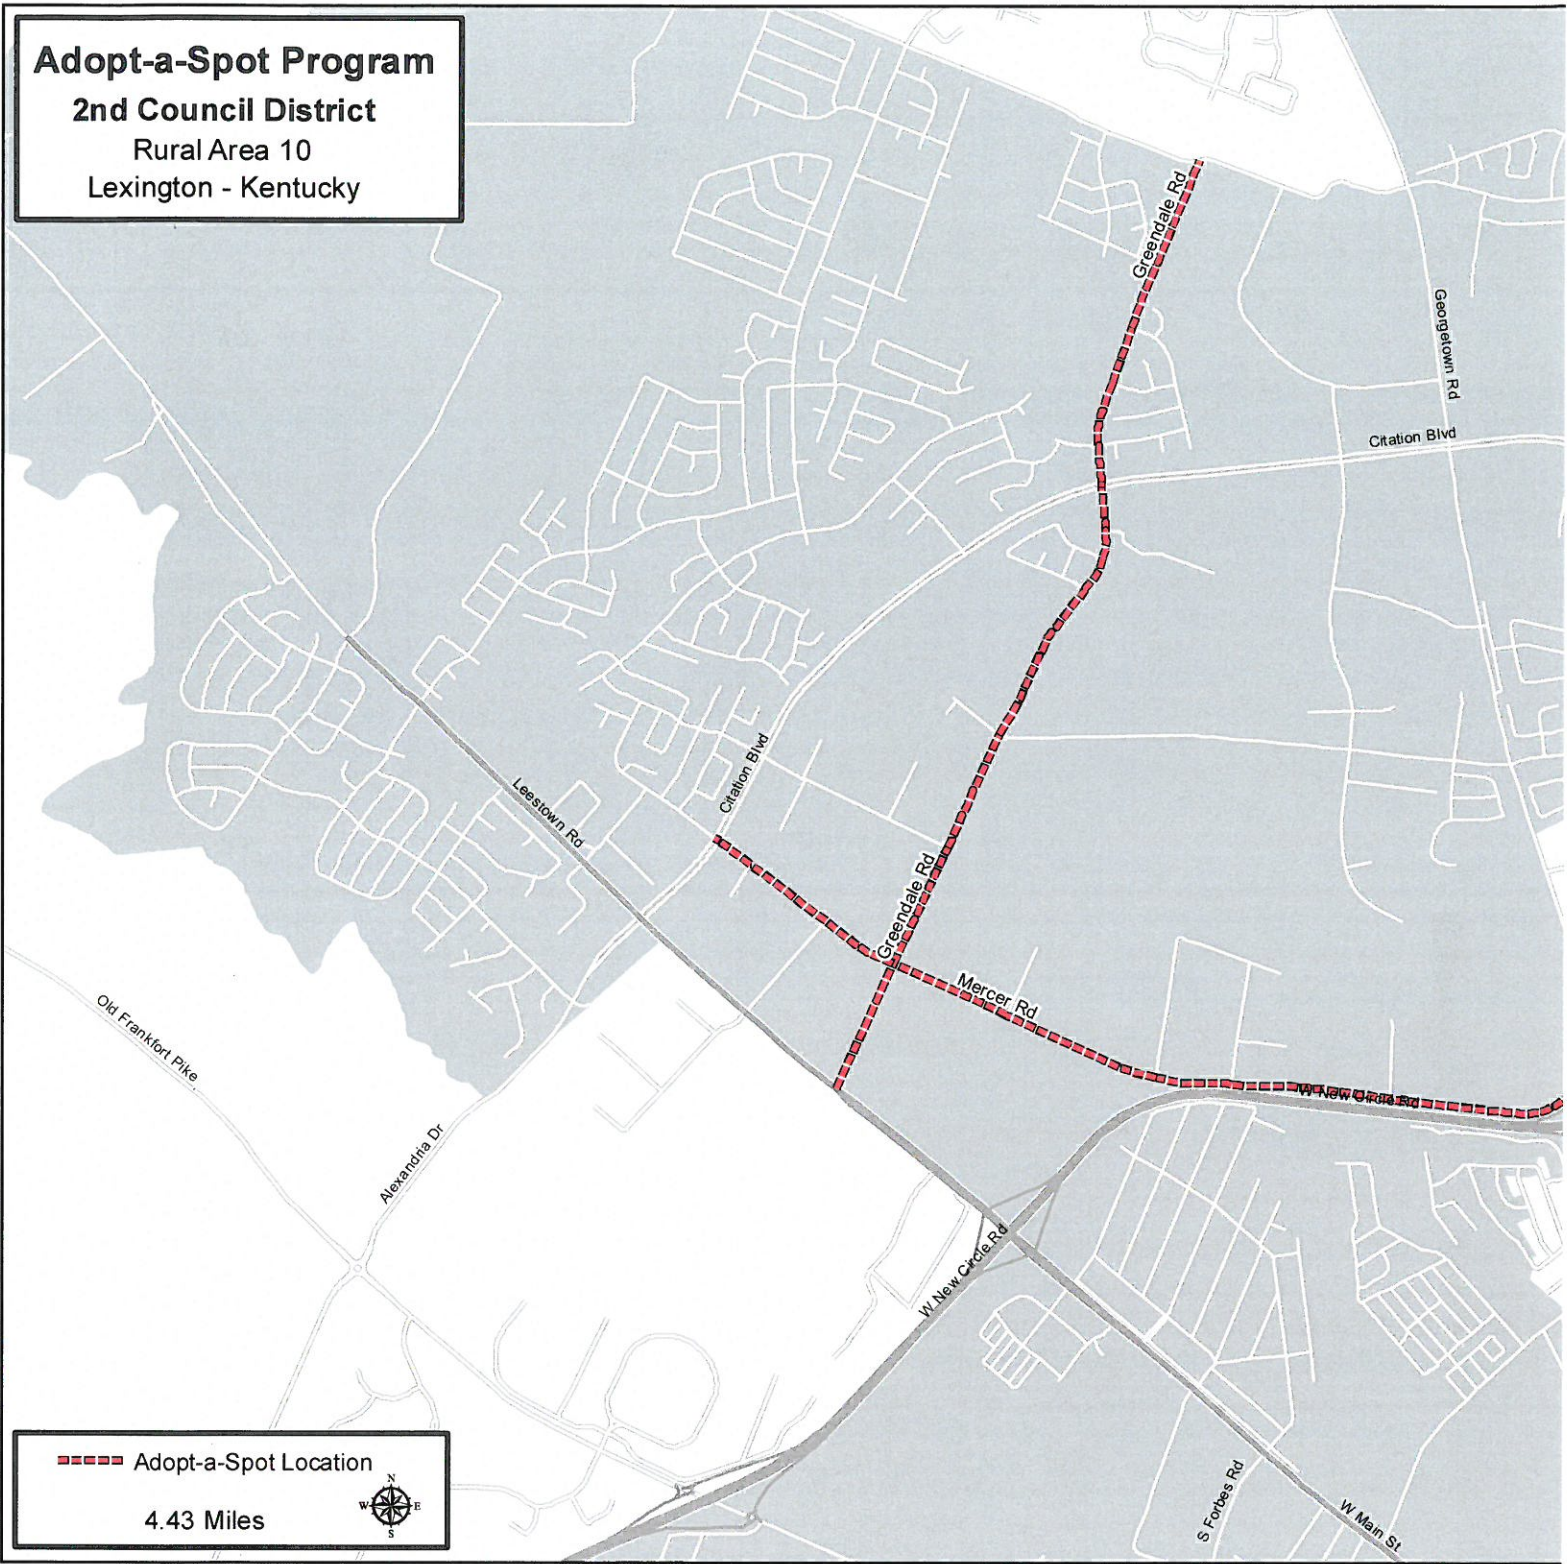 Adopt-a-Spot Program
2nd Council District
Rural Area 10
Lexington - Kentucky
Greendale Rd
Georgetown Rd
Citation Blvd
Citation Blvd
Leestown Rd
Greendale Rd
Mercer Rd
Old Frankfort Pike
W New Circle Rd
Alexandria Dr
W New Circle Rd
S Forbes Rd
W Main St
Adopt-a-Spot Location
4.43 Miles
N
W E
S